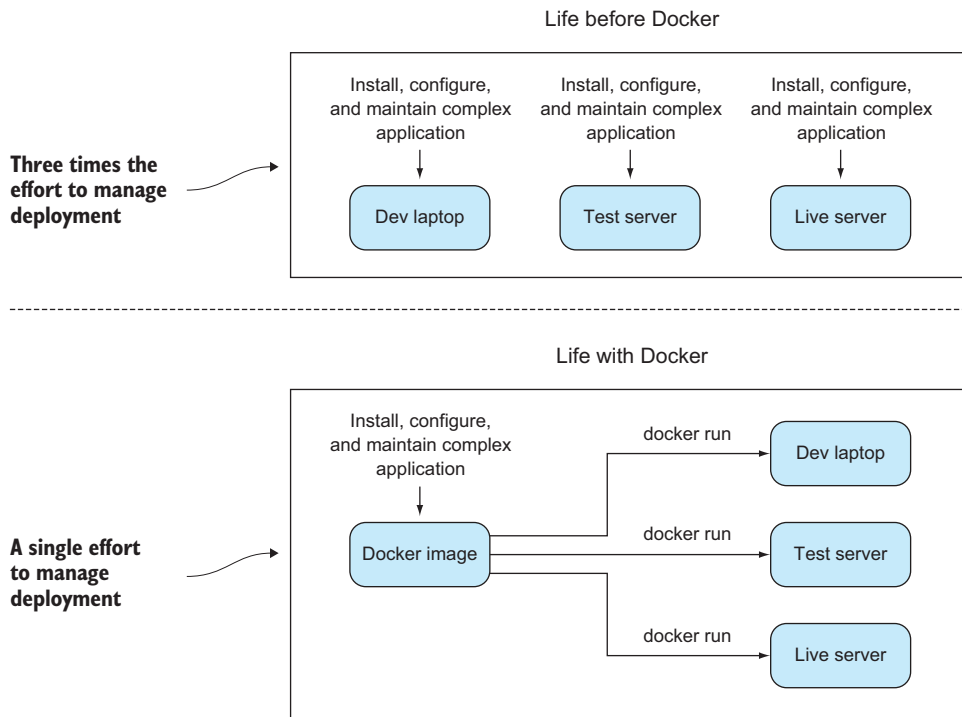 Life before Docker
Install, configure,
and maintain complex
application
Install, configure,
and maintain complex
application
Install, configure,
and maintain complex
application
Three times the
effort to manage
deployment
Dev laptop
Test server
Live server
Life with Docker
Install, configure,
and maintain complex
application
docker run
Dev laptop
A single effort
to manage
deployment
Docker image
docker run
Test server
docker run
Live server